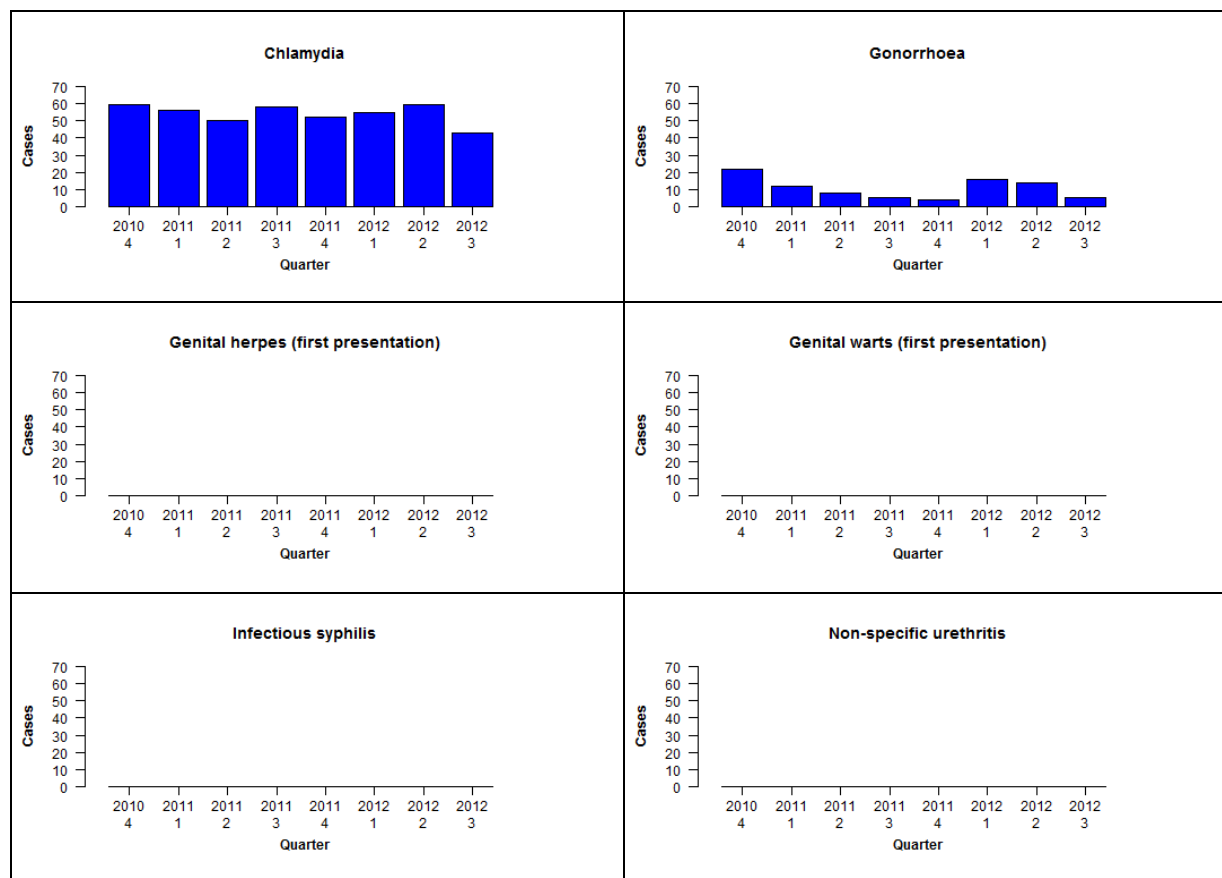 Chlamydia
70
60
50
40
30
20
10
0
Cases
2010 2011 2011 2011 2011 2012 2012 2012
4 1 2 3 4 1 2 3
Quarter
Gonorrhoea
70
60
50
40
30
20
10
0
Cases
2010 2011 2011 2011 2011 2012 2012 2012
4 1 2 3 4 1 2 3
Quarter
Genital herpes (first presentation)
70
60
50
40
30
20
10
0
Cases
2010 2011 2011 2011 2011 2012 2012 2012
4 1 2 3 4 1 2 3
Quarter
Genital warts (first presentation)
70
60
50
40
30
20
10
0
Cases
2010 2011 2011 2011 2011 2012 2012 2012
4 1 2 3 4 1 2 3
Quarter
Infectious syphilis
70
60
50
40
30
20
10
0
Cases
2010 2011 2011 2011 2011 2012 2012 2012
4 1 2 3 4 1 2 3
Quarter
Non-specific urethritis
70
60
50
40
30
20
10
0
Cases
2010 2011 2011 2011 2011 2012 2012 2012
4 1 2 3 4 1 2 3
Quarter